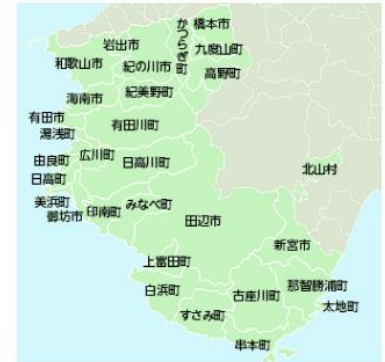 橋本市
かつらぎ町
岩出市
九度山町
和歌山市
紀の川市
高野町
海南市
紀美野町
有田市
有田川町
湯浅町
広川町
由良町
日高川町
北山村
日高町
美浜町
みなべ町
御坊市
印南町
田辺市
新宮市
上富田町
那智勝浦町
白浜町
古座川町
太地町
すさみ町
串本町